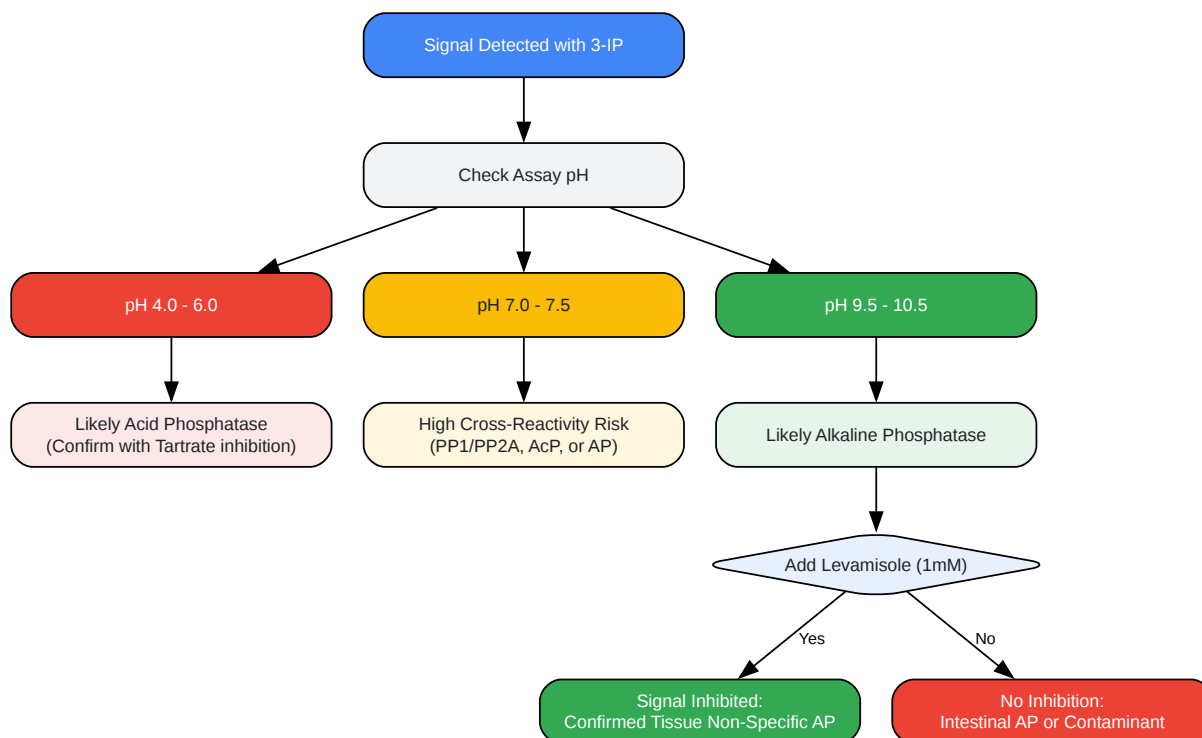 Signal Detected with 3-IP
Check Assay pH
pH 4.0 - 6.0
pH 7.0 - 7.5
pH 9.5 - 10.5
Likely Acid Phosphatase
(Confirm with Tartrate inhibition)
High Cross-Reactivity Risk
(PP1/PP2A, AcP, or AP)
Likely Alkaline Phosphatase
Add Levamisole (1mM)
Yes
No
Signal Inhibited:
Confirmed Tissue Non-Specific AP
No Inhibition:
Intestinal AP or Contaminant